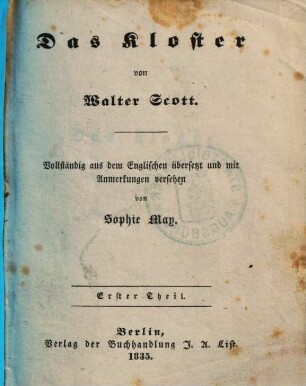 Das Kloster
von
Walter Scott.
Vollständig aus dem Englischen übersetzt und mit
Anmerkungen versehen
von
Sophie May.
Erster Theil.
Berlin,
Verlag der Buchhandlung J. A. List.
1835.